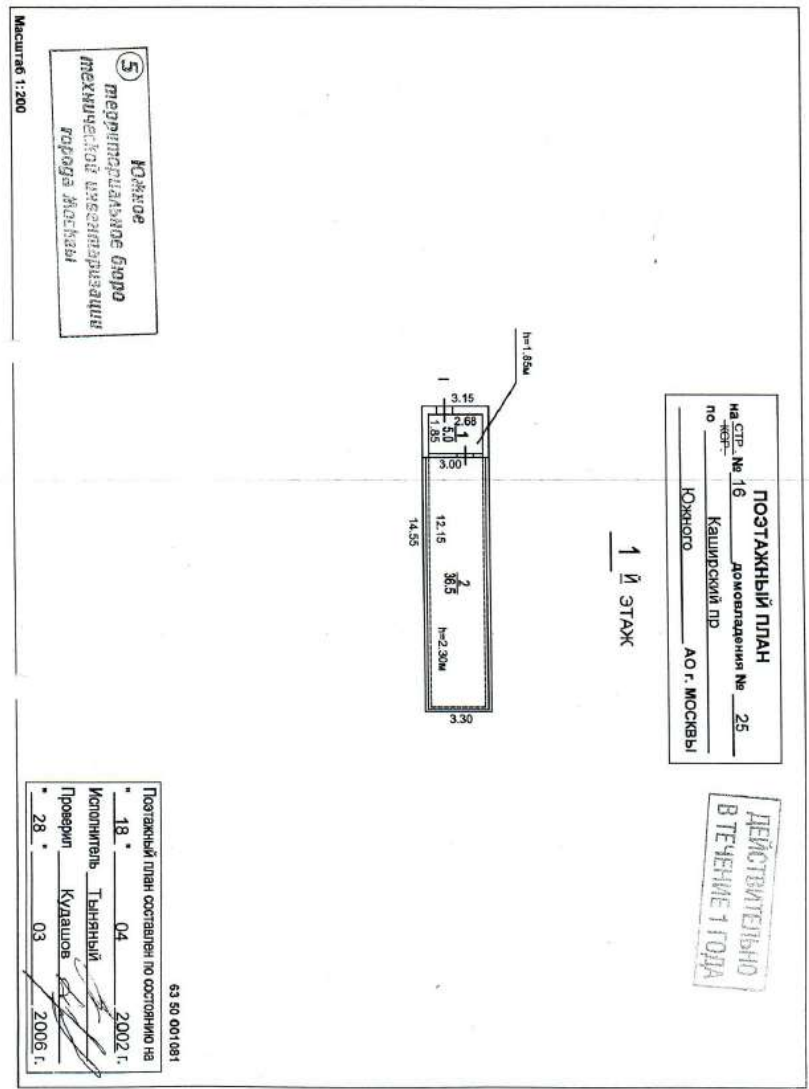 ПОЭТАЖНЫЙ ПЛАН
на СТР. КОР. № 16 домовладения № 25
по Каширский пр
Южного АО г. МОСКВЫ
ДЕЙСТВИТЕЛЬНО
В ТЕЧЕНИЕ 1 ГОДА
1 й ЭТАЖ
h=1.85м
I
3.15
2.68
1
5.0
1.85
3.00
12.15
2
36.5
h=2.30м
14.55
3.30
5
Южное
территориальное бюро
технической инвентаризации
города Москвы
Масштаб 1:200
63 50 001081
Поэтажный план составлен по состоянию на
" 18 " 04 2002 г.
Исполнитель Тыняный
Проверил Кудашов
" 28 " 03 2006 г.